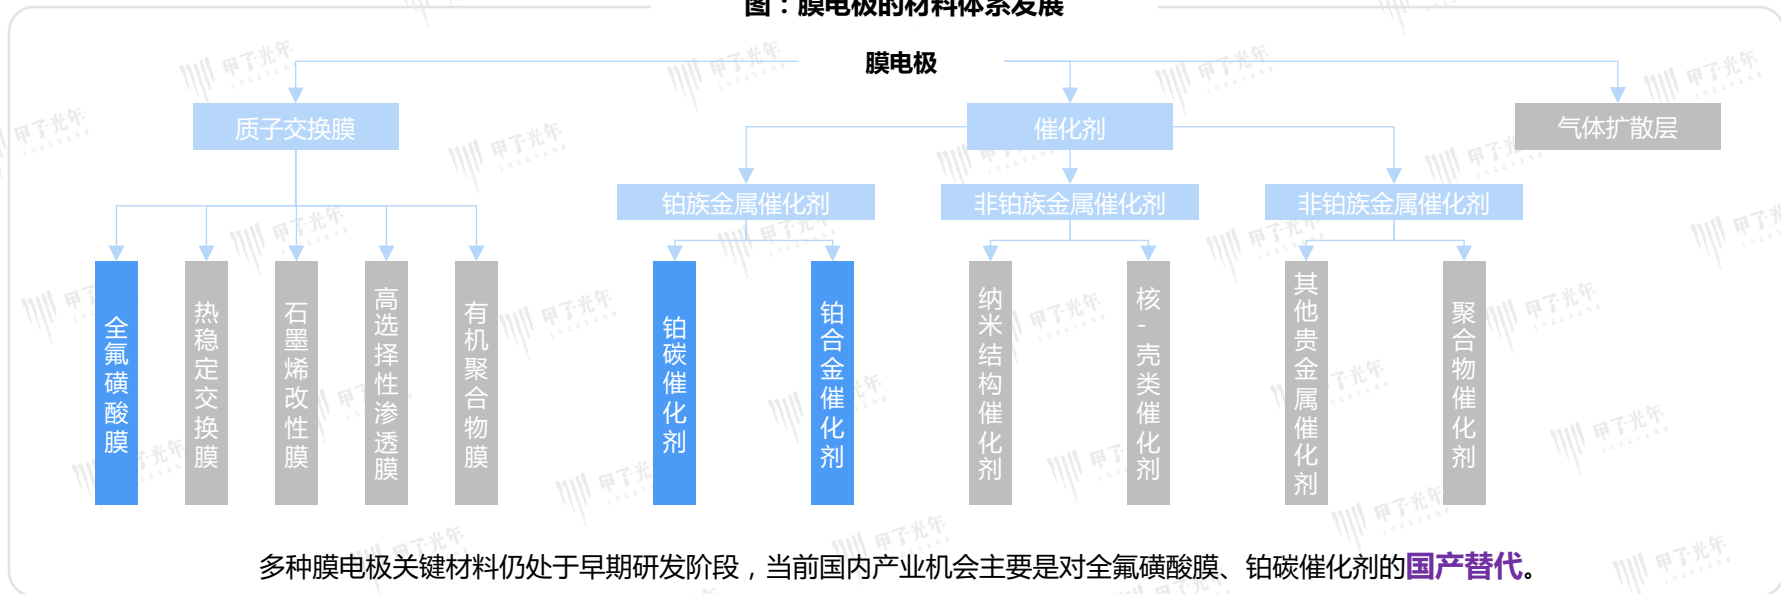 图：膜电极的材料体系发展
膜电极
质子交换膜
催化剂
气体扩散层
铂族金属催化剂
非铂族金属催化剂
非铂族金属催化剂
全氟磺酸膜
热稳定交换膜
石墨烯改性膜
高选择性渗透膜
有机聚合物膜
铂碳催化剂
铂合金催化剂
纳米结构催化剂
核-壳类催化剂
其他贵金属催化剂
聚合物催化剂
多种膜电极关键材料仍处于早期研发阶段，当前国内产业机会主要是对全氟磺酸膜、铂碳催化剂的国产替代。
甲子光年